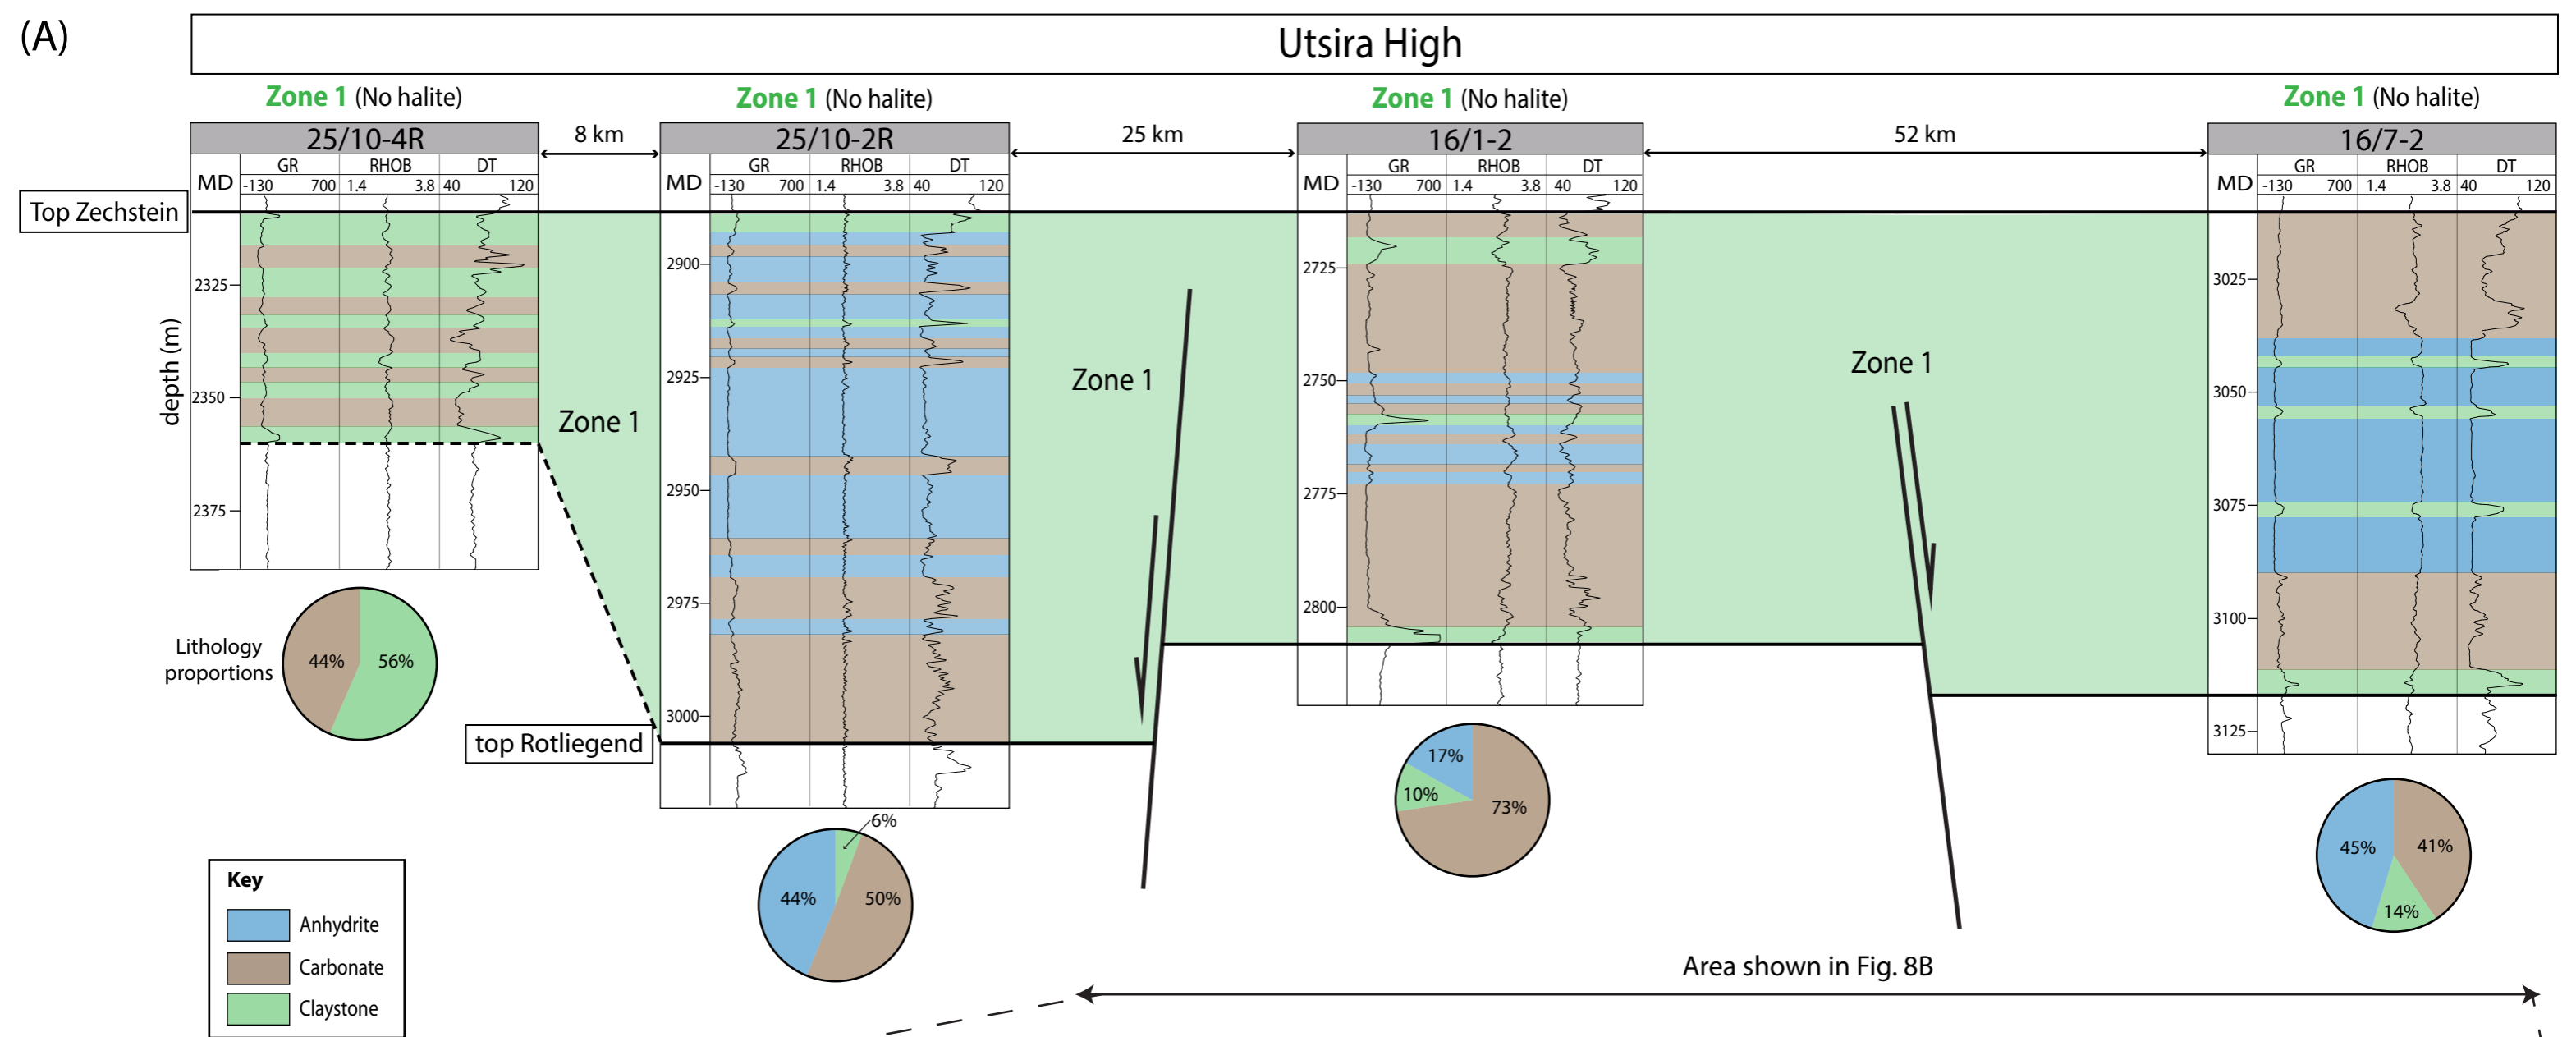 (A)
Utsira High
Zone 1 (No halite)
Zone 1 (No halite)
Zone 1 (No halite)
Zone 1 (No halite)
25/10-4R
8 km
25/10-2R
25 km
16/1-2
52 km
16/7-2
MD
GR
RHOB
DT
-130 700 1.4 3.8 40 120
MD
GR
RHOB
DT
-130 700 1.4 3.8 40 120
MD
GR
RHOB
DT
-130 700 1.4 3.8 40 120
MD
GR
RHOB
DT
-130 700 1.4 3.8 40 120
Top Zechstein
depth (m)
2325
2350
2375
Zone 1
2900
2925
2950
2975
3000
Zone 1
2725
2750
2775
2800
Zone 1
3025
3050
3075
3100
3125
top Rotliegend
Lithology
proportions
44%
56%
6%
44%
50%
17%
10%
73%
45%
41%
14%
Key
Anhydrite
Carbonate
Claystone
Area shown in Fig. 8B